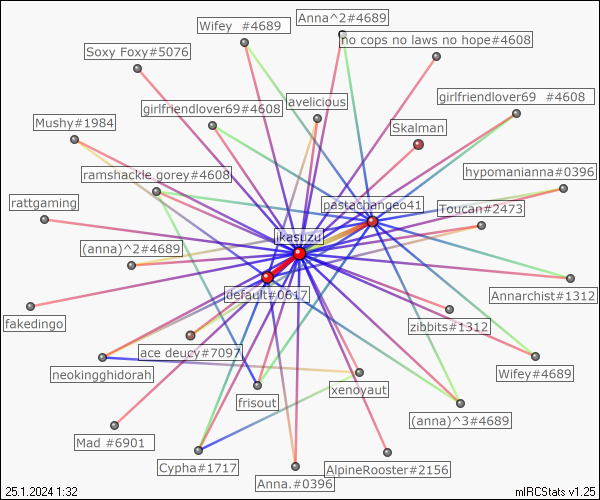 Anna^2#4689
Wifey #4689
no cops no laws no hope#4608
Soxy Foxy#5076
girlfriendlover69 #4608
lavelicious
girlfriendlover69#4608
Mushy#1984
Skalman
hypomanianna#0396
ramshackle gorey#4608
pastachangeo41
rattgaming
Toucan#2473
ikasuzu
(anna)^2#4689
default#0617
Annarchist#1312
fakedingo
zibbits#1312
ace deucy#7097
neokingghidorah
Wifey#4689
xenoyaut
frisout
(anna)^3#4689
Mad #6901
Cypha#1717
AlpineRooster#2156
Anna.#0396
25.1.2024 1:32
mIRCStats v1.25